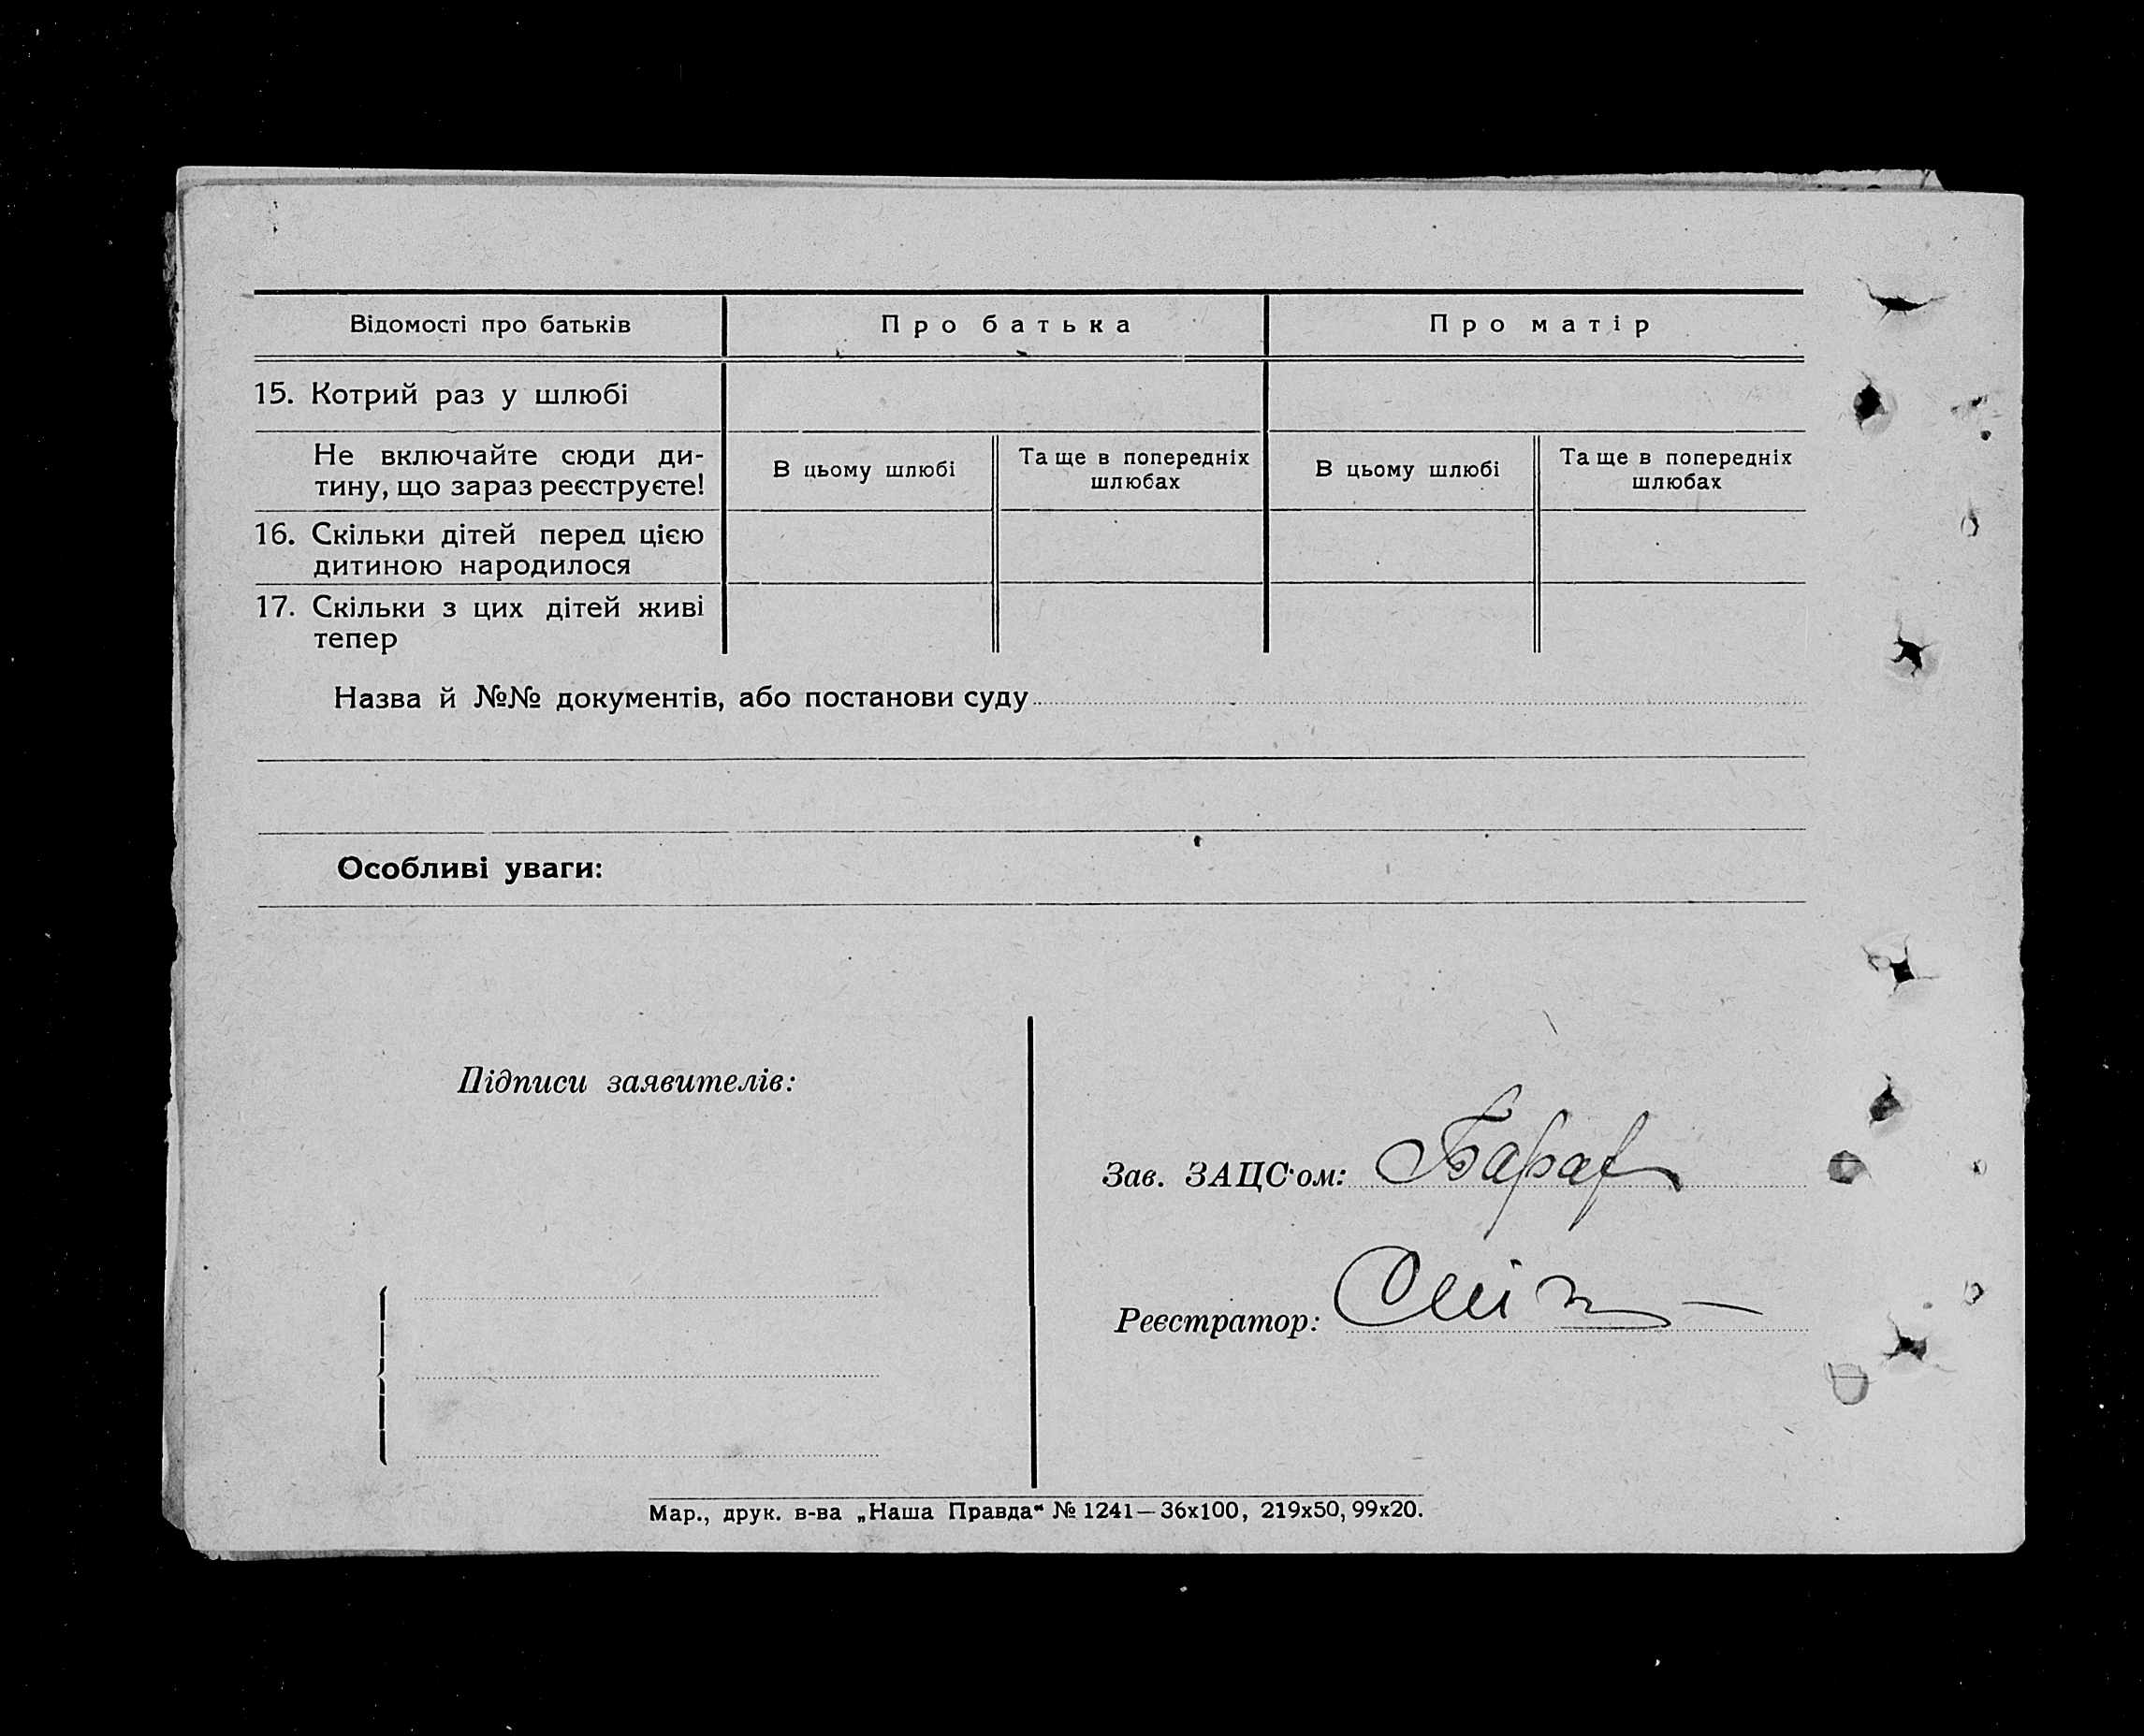 Відомості про батьків
Про батька
Про матір
15. Котрий раз у шлюбі
Не включайте сюди ди-
тину, що зараз реєструєте!
В цьому шлюбі
Та ще в попередніх
шлюбах
В цьому шлюбі
Та ще в попередніх
шлюбах
16. Скільки дітей перед цією
дитиною народилося
17. Скільки з цих дітей живі
тепер
Назва й №№ документів, або постанови суду
Особливі уваги:
Підписи заявителів:
Зав. ЗАЦС'ом:
Реєстратор:
Мар., друк. в-ва „Наша Правда“ № 1241—36х100, 219х50, 99х20.